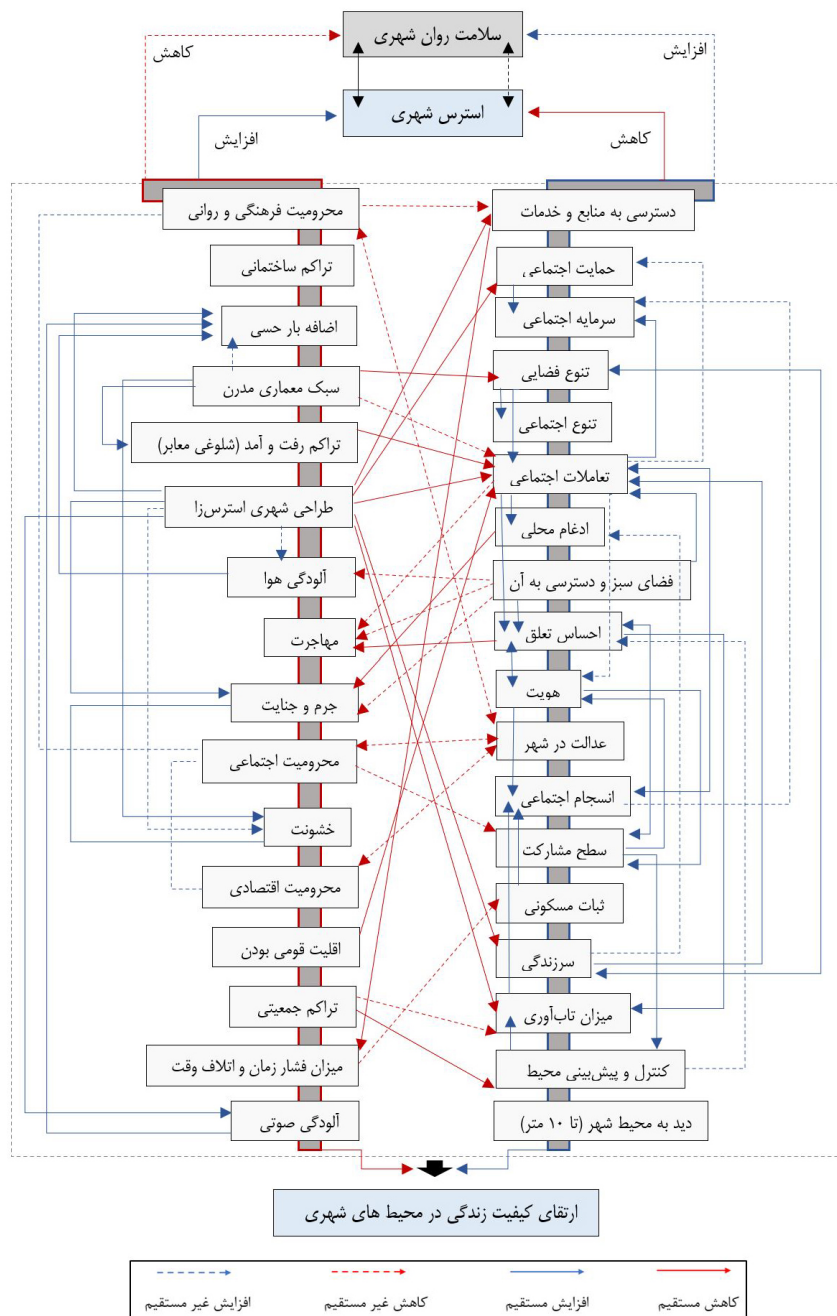 سلامت روان شهری
کاهش
افزایش
استرس شهری
افزایش
کاهش
محرومیت فرهنگی و روانی
دسترسی به منابع و خدمات
تراکم ساختمانی
حمایت اجتماعی
اضافه بار حسی
سرمایه اجتماعی
سبک معماری مدرن
تنوع فضایی
تنوع اجتماعی
تراکم رفت و آمد (شلوغی معابر)
تعاملات اجتماعی
طراحی شهری استرس‌زا
ادغام محلی
آلودگی هوا
فضای سبز و دسترسی به آن
مهاجرت
احساس تعلق
جرم و جنایت
هویت
محرومیت اجتماعی
عدالت در شهر
انسجام اجتماعی
خشونت
سطح مشارکت
محرومیت اقتصادی
ثبات مسکونی
اقلیت قومی بودن
سرزندگی
تراکم جمعیتی
میزان تاب‌آوری
میزان فشار زمان و اتلاف وقت
کنترل و پیش‌بینی محیط
آلودگی صوتی
دید به محیط شهر (تا ۱۰ متر)
ارتقای کیفیت زندگی در محیط های شهری
کاهش مستقیم
افزایش مستقیم
کاهش غیر مستقیم
افزایش غیر مستقیم